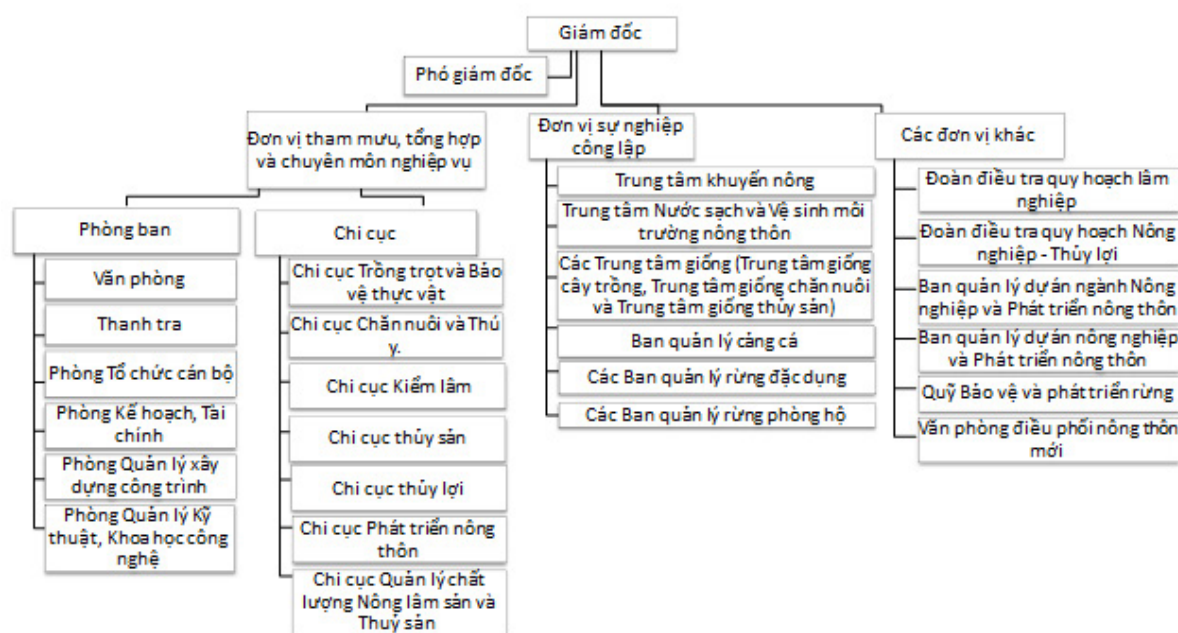 Giám đốc
Phó giám đốc
Đơn vị tham mưu, tổng hợp
và chuyên môn nghiệp vụ
Phòng ban
Văn phòng
Thanh tra
Phòng Tổ chức cán bộ
Phòng Kế hoạch, Tài
chính
Phòng Quản lý xây
dựng công trình
Phòng Quản lý Kỹ
thuật, Khoa học công
nghệ
Chi cục
Chi cục Trồng trọt và Bảo
vệ thực vật
Chi cục Chăn nuôi và Thú
y.
Chi cục Kiểm lâm
Chi cục thủy sản
Chi cục thủy lợi
Chi cục Phát triển nông
thôn
Chi cục Quản lý chất
lượng Nông lâm sản và
Thuỷ sản
Đơn vị sự nghiệp
công lập
Trung tâm khuyến nông
Trung tâm Nước sạch và Vệ sinh môi
trường nông thôn
Các Trung tâm giống (Trung tâm giống
cây trồng, Trung tâm giống chăn nuôi
và Trung tâm giống thủy sản)
Ban quản lý cảng cá
Các Ban quản lý rừng đặc dụng
Các Ban quản lý rừng phòng hộ
Các đơn vị khác
Đoàn điều tra quy hoạch lâm
nghiệp
Đoàn điều tra quy hoạch Nông
nghiệp - Thủy lợi
Ban quản lý dự án ngành Nông
nghiệp và Phát triển nông thôn
Ban quản lý dự án nông nghiệp
và Phát triển nông thôn
Quỹ Bảo vệ và phát triển rừng
Văn phòng điều phối nông thôn
mới